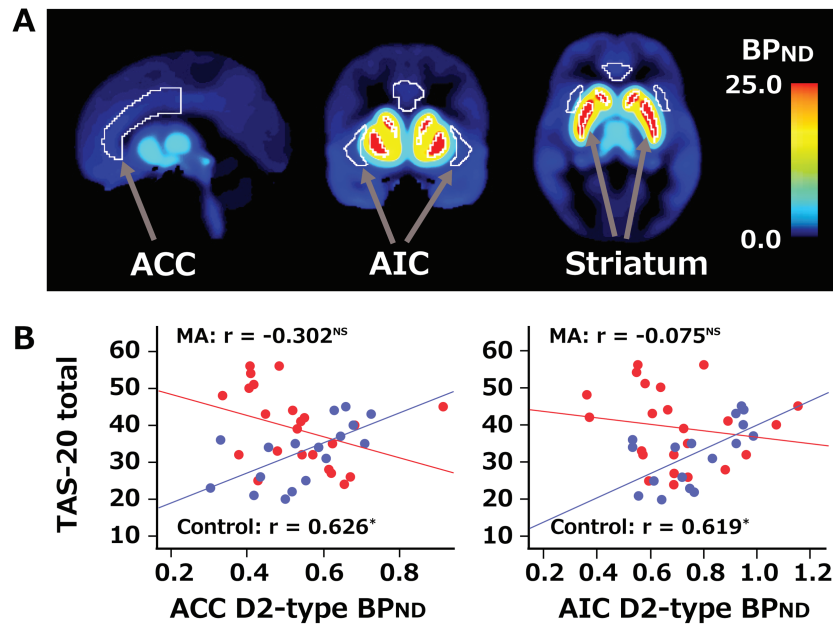 A
BPND
25.0
0.0
ACC
AIC
Striatum
B
MA: r = -0.302NS
MA: r = -0.075NS
TAS-20 total
60
50
40
30
20
10
60
50
40
30
20
10
Control: r = 0.626*
Control: r = 0.619*
0.2 0.4 0.6 0.8
0.2 0.4 0.6 0.8 1.0 1.2
ACC D2-type BPND
AIC D2-type BPND